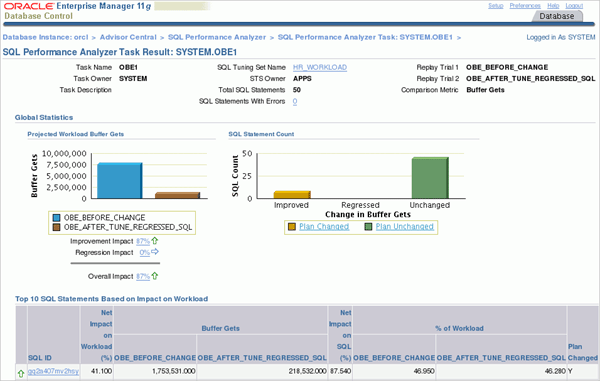 ORACLE Enterprise Manager 11g
Database Control
Setup Preferences Help Logout
Database
Database Instance: orcl > Advisor Central > SQL Performance Analyzer > SQL Performance Analyzer Task: SYSTEM.OBE1 >
Logged in As SYSTEM
SQL Performance Analyzer Task Result: SYSTEM.OBE1
Task Name OBE1
Task Owner SYSTEM
Task Description
SQL Tuning Set Name HR_WORKLOAD
STS Owner APPS
Total SQL Statements 50
SQL Statements With Errors 0
Replay Trial 1 OBE_BEFORE_CHANGE
Replay Trial 2 OBE_AFTER_TUNE_REGRESSED_SQL
Comparison Metric Buffer Gets
Global Statistics
Projected Workload Buffer Gets
Buffer Gets
10,000,000
7,500,000
5,000,000
2,500,000
0
OBE_BEFORE_CHANGE
OBE_AFTER_TUNE_REGRESSED_SQL
Improvement Impact 87%
Regression Impact 0%
Overall Impact 87%
SQL Statement Count
SQL Count
50
25
0
Improved Regressed Unchanged
Change in Buffer Gets
Plan Changed Plan Unchanged
Top 10 SQL Statements Based on Impact on Workload
SQL ID
Net Impact on Workload (%)
Buffer Gets
OBE_BEFORE_CHANGE OBE_AFTER_TUNE_REGRESSED_SQL
Net Impact on SQL (%)
% of Workload
OBE_BEFORE_CHANGE OBE_AFTER_TUNE_REGRESSED_SQL
Plan Changed
41.100 1,753,531.000 218,532.000 87.540 46.950 46.280 Y